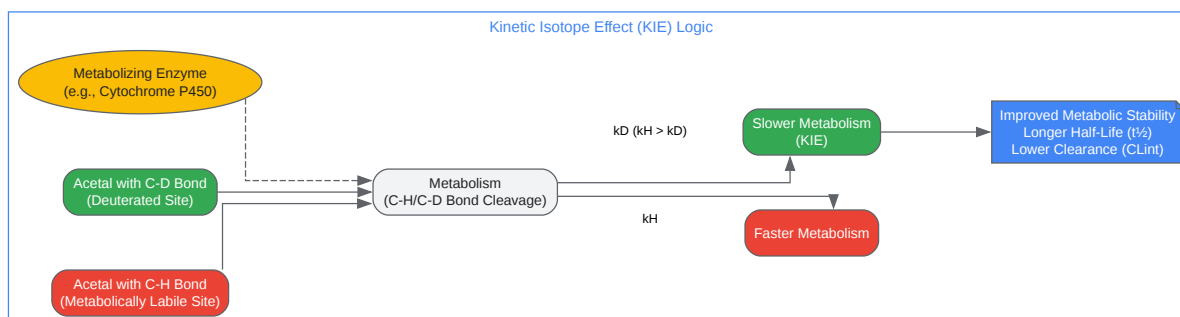 Kinetic Isotope Effect (KIE) Logic
Metabolizing Enzyme
(e.g., Cytochrome P450)
Acetal with C-D Bond
(Deuterated Site)
Acetal with C-H Bond
(Metabolically Labile Site)
Metabolism
(C-H/C-D Bond Cleavage)
kD (kH > kD)
kH
Slower Metabolism
(KIE)
Faster Metabolism
Improved Metabolic Stability
Longer Half-Life (t½)
Lower Clearance (CLint)